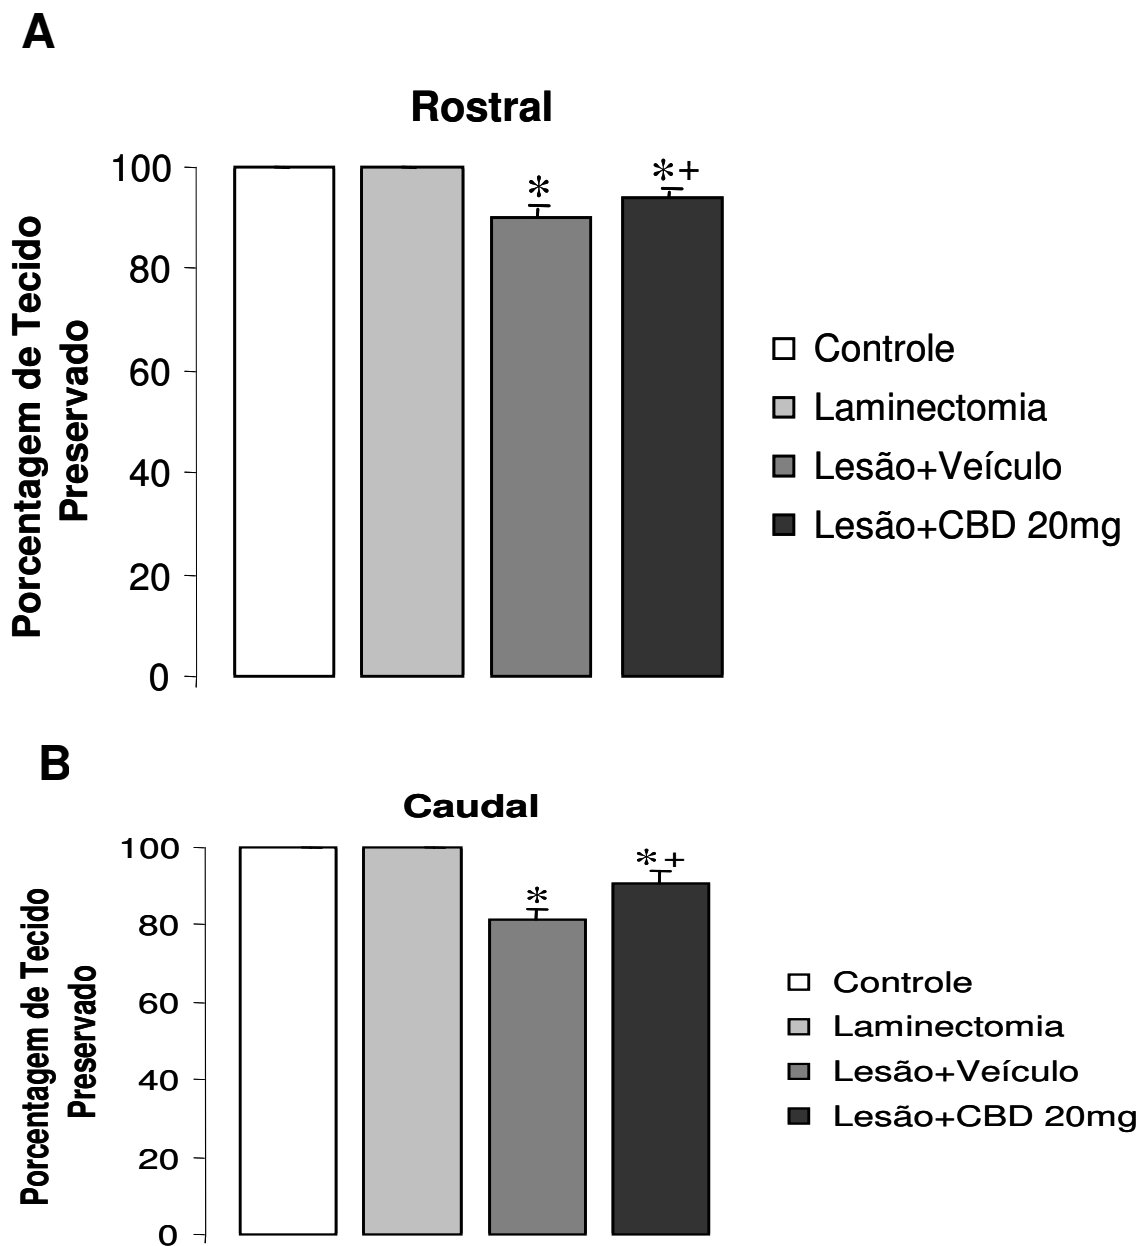 A
Rostral
Porcentagem de Tecido
Preservado
100
80
60
40
20
0
* *+
Controle
Laminectomia
Lesão+Veículo
Lesão+CBD 20mg
B
Caudal
Porcentagem de Tecido
Preservado
100
80
60
40
20
0
* *+
Controle
Laminectomia
Lesão+Veículo
Lesão+CBD 20mg